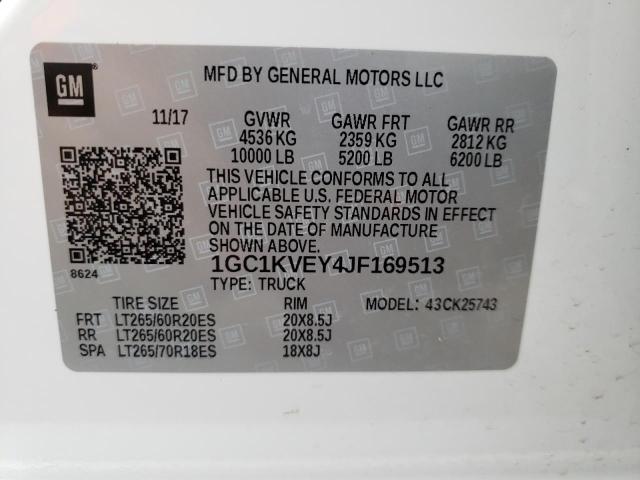 GM
MFD BY GENERAL MOTORS LLC
11/17 GVWR GAWR FRT GAWR RR
4536 KG 2359 KG 2812 KG
10000 LB 5200 LB 6200 LB
THIS VEHICLE CONFORMS TO ALL
APPLICABLE U.S. FEDERAL MOTOR
VEHICLE SAFETY STANDARDS IN EFFECT
ON THE DATE OF MANUFACTURE
SHOWN ABOVE.
8624
1GC1KVEY4JF169513
TYPE: TRUCK
TIRE SIZE RIM MODEL: 43CK25743
FRT LT265/60R20ES 20X8.5J
RR LT265/60R20ES 20X8.5J
SPA LT265/70R18ES 18X8J